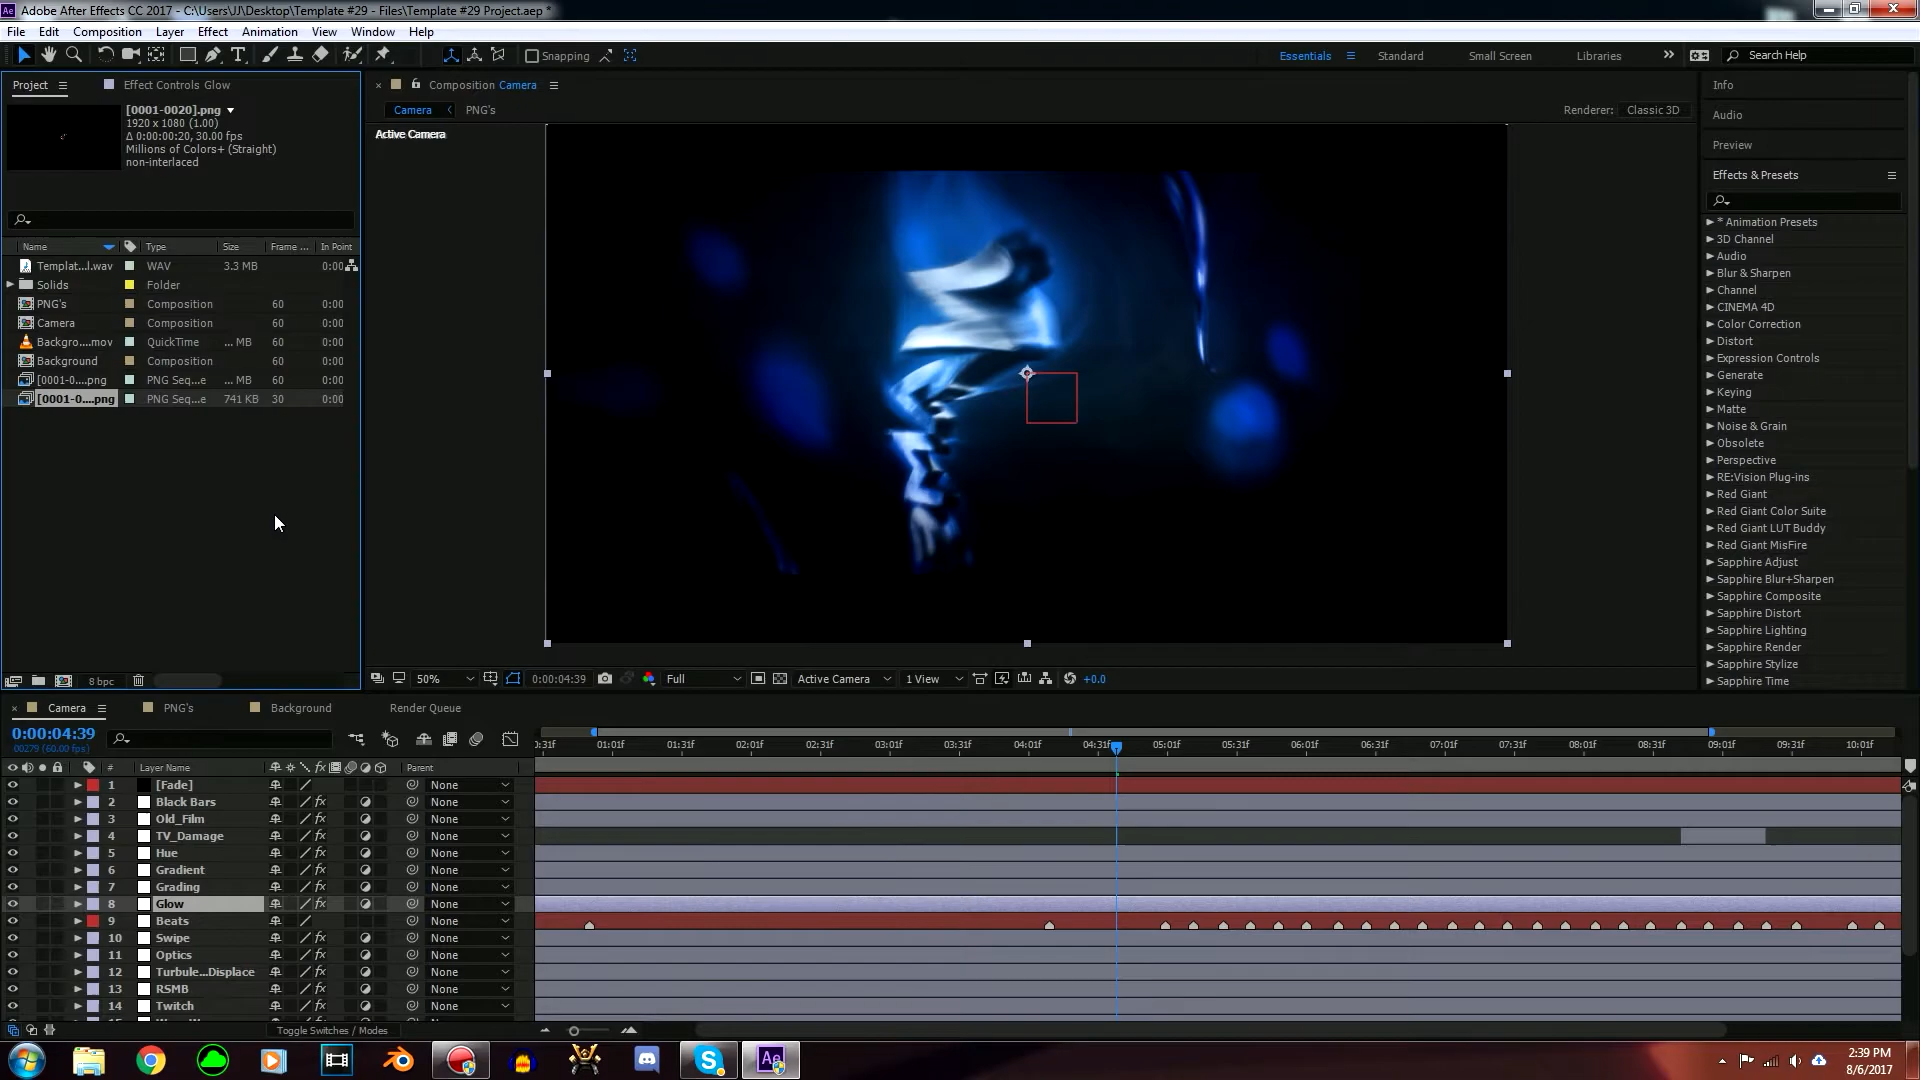 Adobe After Effects CC 2017 - C:\Users\JJ\Desktop\Template #29 - Files\Template #29 Project.aep *
File Edit Composition Layer Effect Animation View Window Help
Snapping Essentials Standard Small Screen Libraries Search Help
Project Effect Controls Glow
[0001-0020].png
1920 x 1080 (1.00)
Δ 0:00:00:20, 30.00 fps
Millions of Colors+ (Straight)
non-interlaced
Name Type Size Frame ... In Point
Templat...l.wav WAV 3.3 MB 0:00
Solids Folder
PNG's Composition 60 0:00
Camera Composition 60 0:00
Backgro....mov QuickTime ... MB 60 0:00
Background Composition 60 0:00
[0001-0....png PNG Seq...e ... MB 60 0:00
[0001-0....png PNG Seq...e 741 KB 30 0:00
8 bpc
Composition Camera
Camera PNG's Renderer: Classic 3D
Active Camera
50% 0:00:04:39 Full Active Camera 1 View +0.0
Info
Audio
Preview
Effects & Presets
* Animation Presets
3D Channel
Audio
Blur & Sharpen
Channel
CINEMA 4D
Color Correction
Distort
Expression Controls
Generate
Keying
Matte
Noise & Grain
Obsolete
Perspective
RE:Vision Plug-ins
Red Giant
Red Giant Color Suite
Red Giant LUT Buddy
Red Giant MisFire
Sapphire Adjust
Sapphire Blur+Sharpen
Sapphire Composite
Sapphire Distort
Sapphire Lighting
Sapphire Render
Sapphire Stylize
Sapphire Time
Camera PNG's Background Render Queue
0:00:04:39
00279 (60.00 fps)
0:31f 01:01f 01:31f 02:01f 02:31f 03:01f 03:31f 04:01f 04:31f 05:01f 05:31f 06:01f 06:31f 07:01f 07:31f 08:01f 08:31f 09:01f 09:31f 10:01f
# Layer Name Parent
1 [Fade] None
2 Black Bars None
3 Old_Film None
4 TV_Damage None
5 Hue None
6 Gradient None
7 Grading None
8 Glow None
9 Beats None
10 Swipe None
11 Optics None
12 Turbule...Displace None
13 RSMB None
14 Twitch None
Toggle Switches / Modes
2:39 PM
8/6/2017